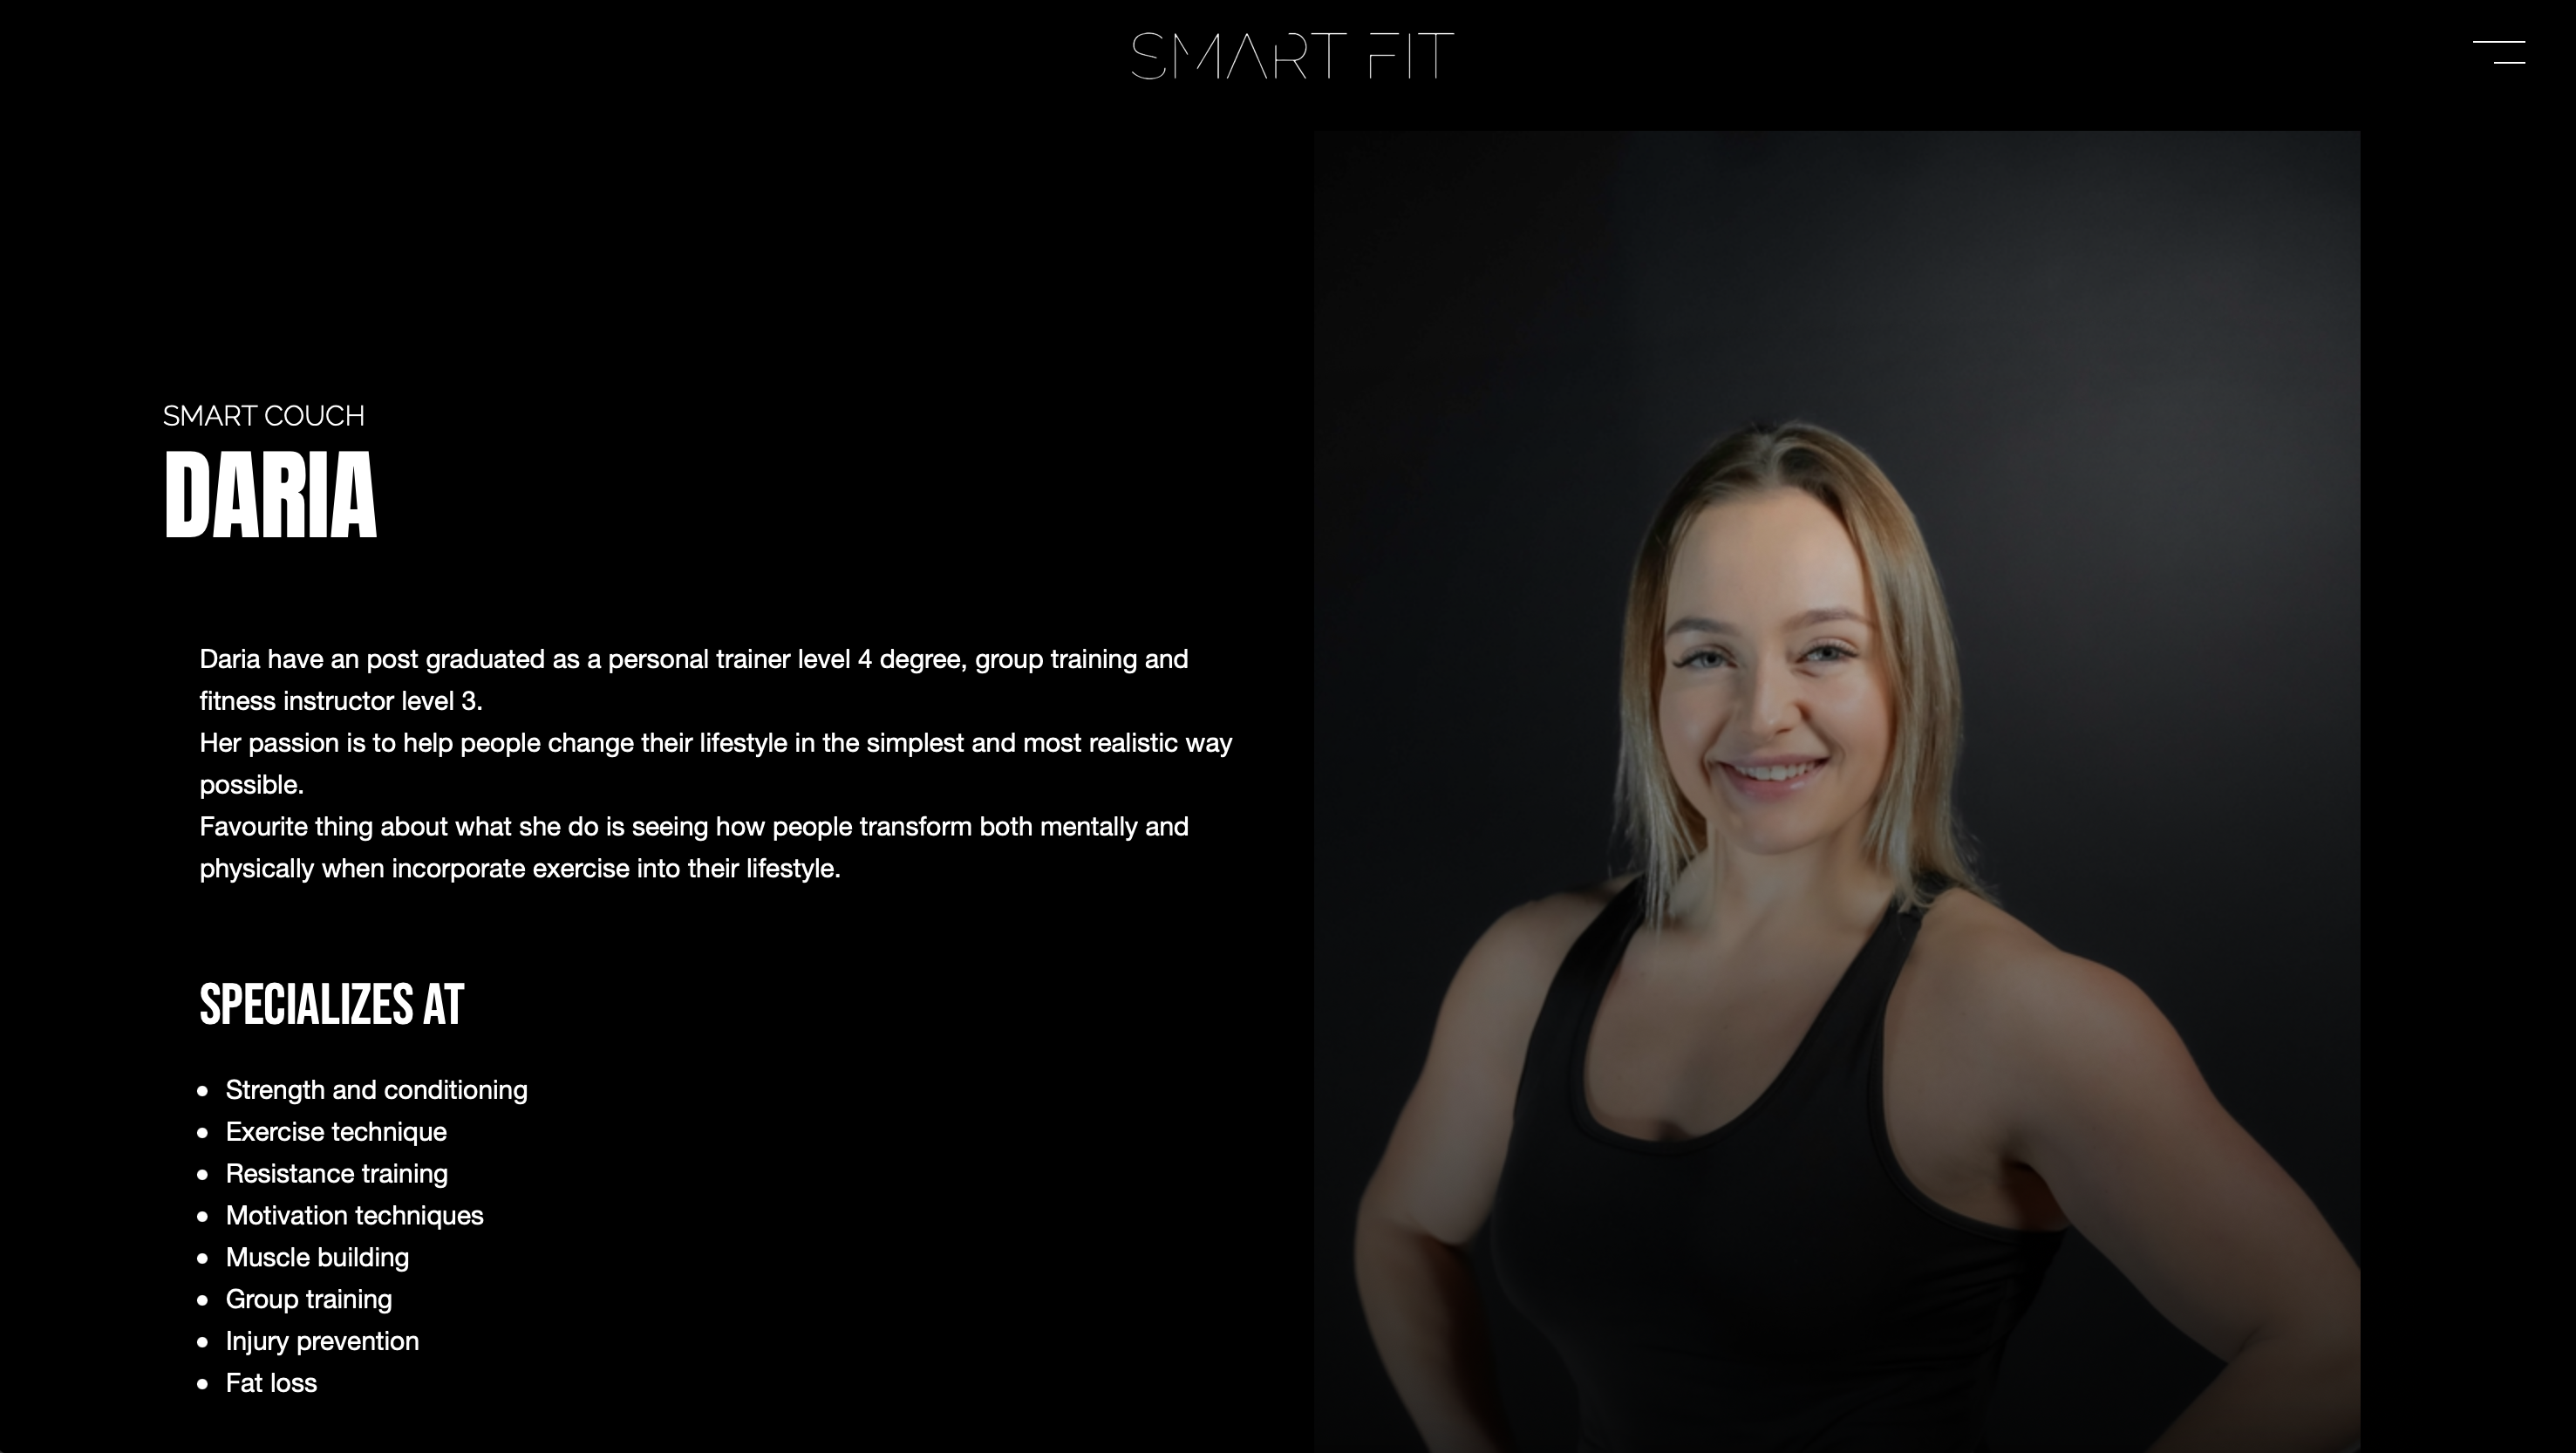 SMART FIT
SMART COUCH
DARIA
Daria have an post graduated as a personal trainer level 4 degree, group training and
fitness instructor level 3.
Her passion is to help people change their lifestyle in the simplest and most realistic way
possible.
Favourite thing about what she do is seeing how people transform both mentally and
physically when incorporate exercise into their lifestyle.
SPECIALIZES AT
• Strength and conditioning
• Exercise technique
• Resistance training
• Motivation techniques
• Muscle building
• Group training
• Injury prevention
• Fat loss